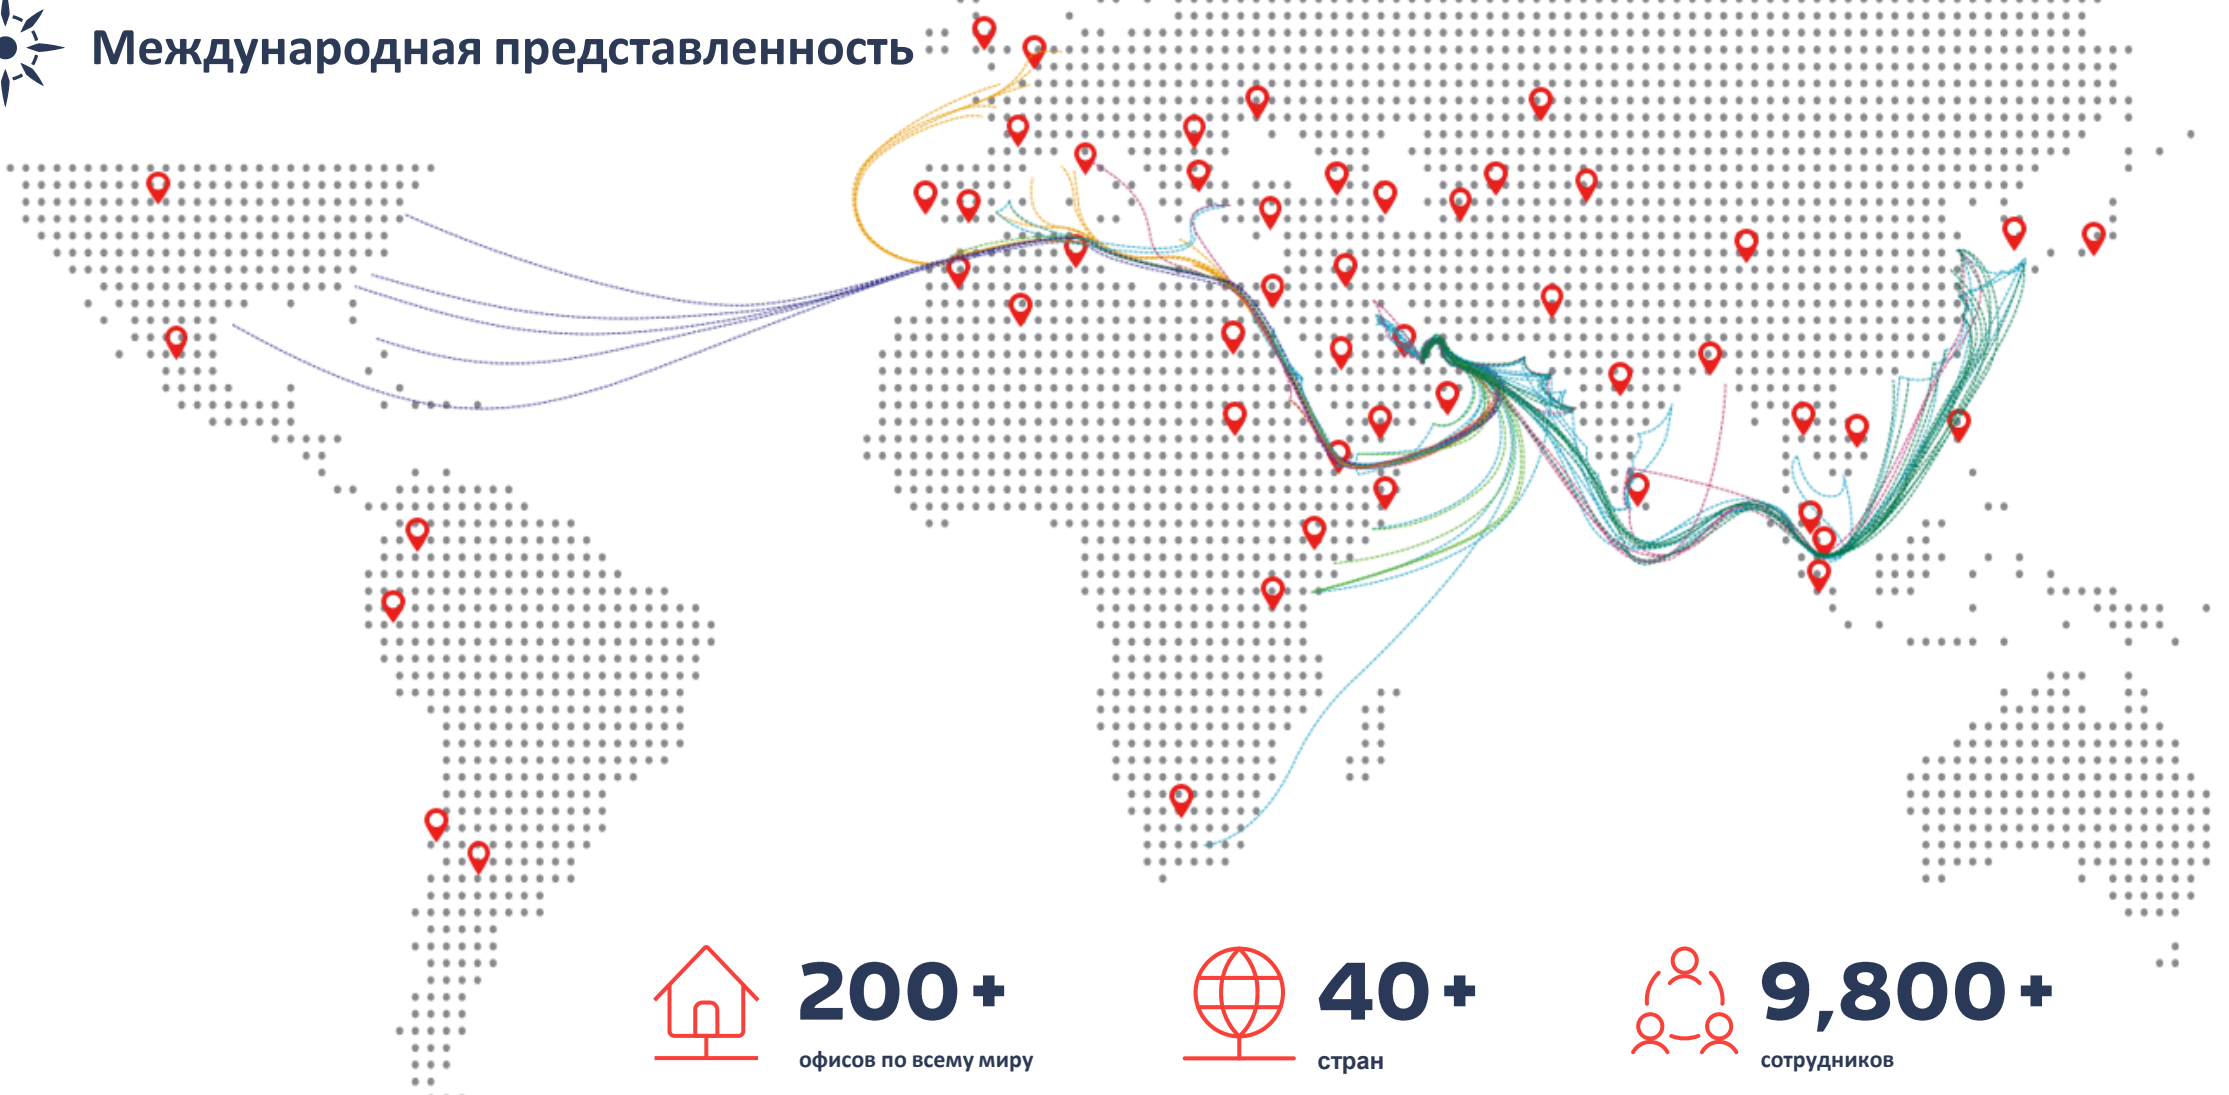 Международная представленность
200+
офисов по всему миру
40+
стран
9,800+
сотрудников